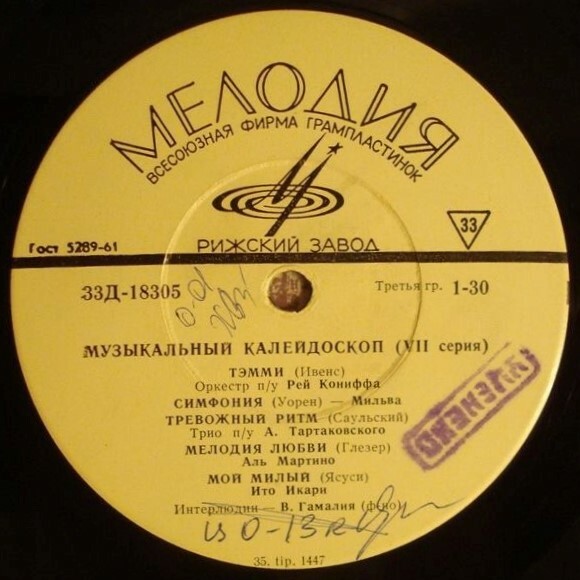 МЕЛОДИЯ
ВСЕСОЮЗНАЯ ФИРМА ГРАМПЛАСТИНОК
33
Гост 5289-61
РИЖСКИЙ ЗАВОД
33Д-18305
Третья гр. 1-30
МУЗЫКАЛЬНЫЙ КАЛЕЙДОСКОП (VII серия)
ТЭММИ (Ивенс)
Оркестр п/у Рей Кониффа
СИМФОНИЯ (Уорен) — Мильва
ТРЕВОЖНЫЙ РИТМ (Саульский)
Трио п/у А. Тартаковского
МЕЛОДИЯ ЛЮБВИ (Глезер)
Аль Мартино
МОЙ МИЛЫЙ (Ясуси)
Ито Икари
Интерлюдии — В. Гамалия (ф-но)
35. tip. 1447